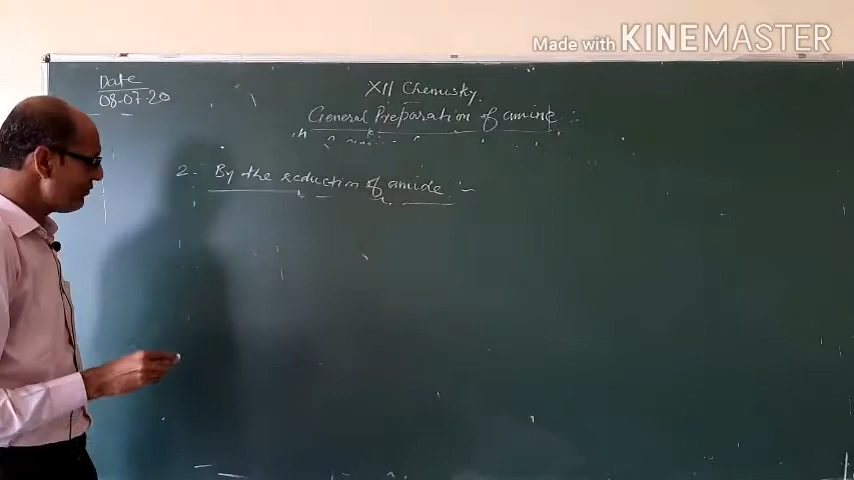 Made with KINEMASTER
Date
08-07-20
XII Chemistry.
General Preparation of amine :
2. By the reduction of amide :-